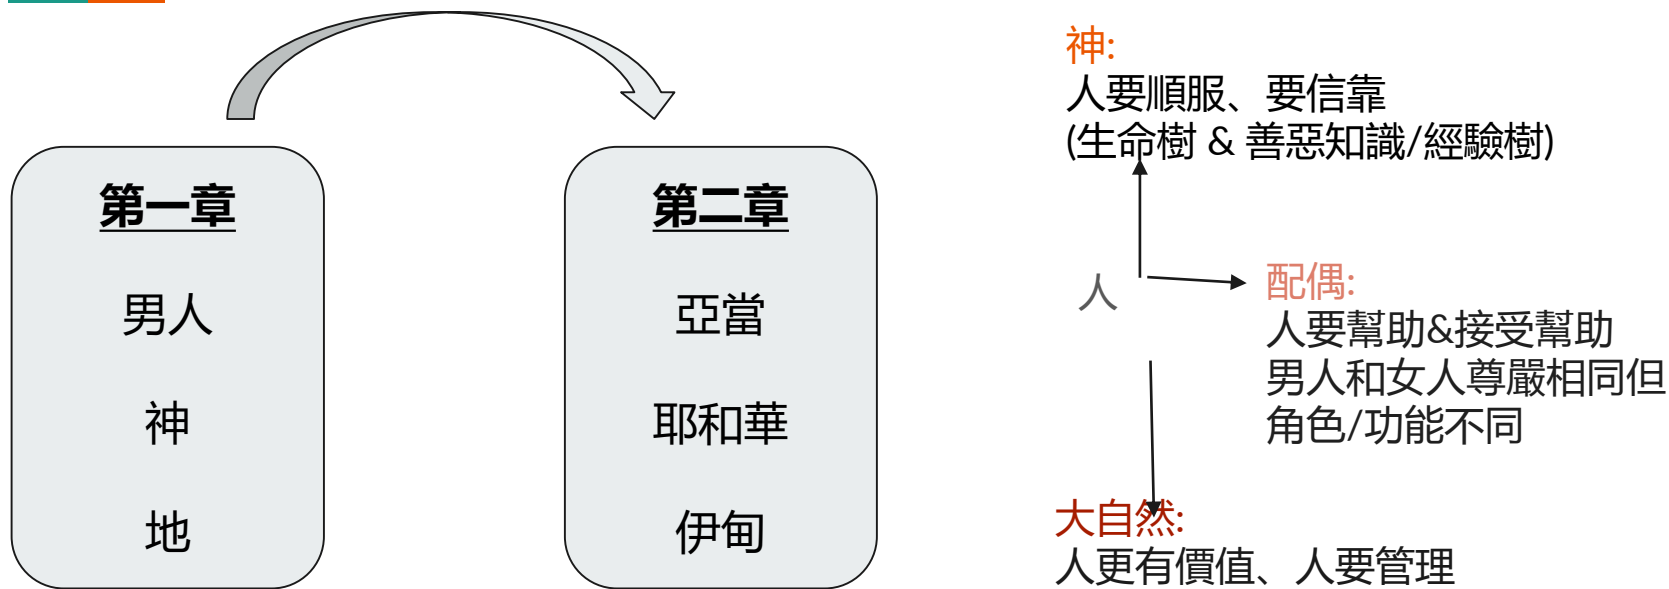 第一章
男人
神
地
第二章
亞當
耶和華
伊甸
神:
人要順服、要信靠
(生命樹 & 善惡知識/經驗樹)
人
配偶:
人要幫助&接受幫助
男人和女人尊嚴相同但
角色/功能不同
大自然:
人更有價值、人要管理